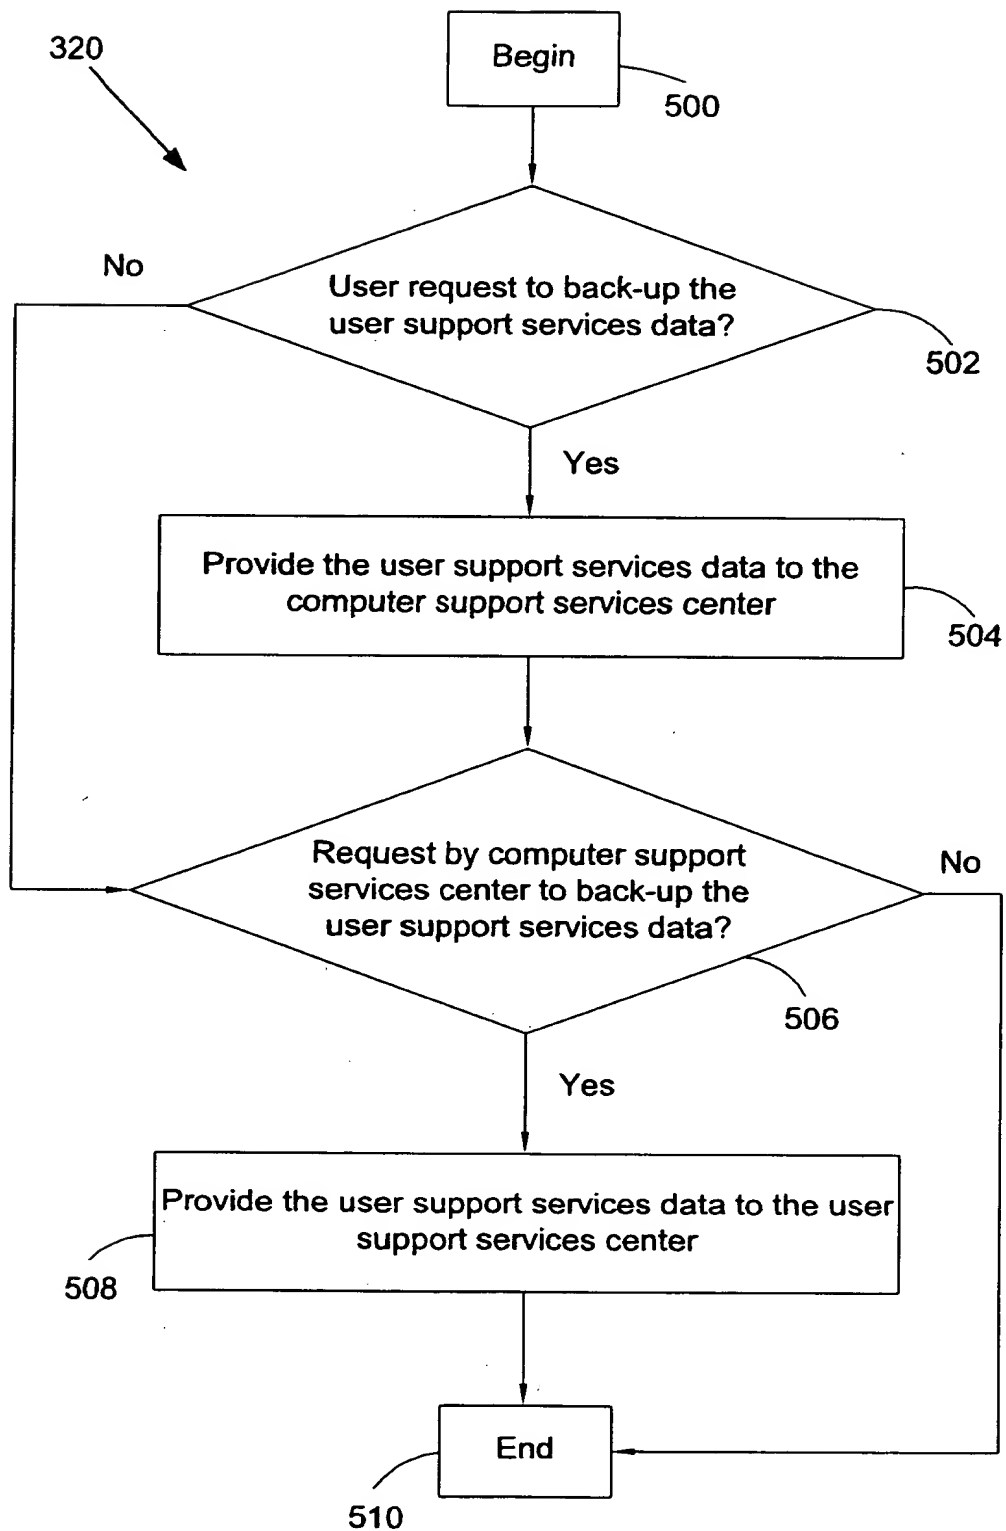 320
Begin
500
No
User request to back-up the
user support services data?
502
Yes
Provide the user support services data to the
computer support services center
504
Request by computer support
services center to back-up the
user support services data?
No
506
Yes
Provide the user support services data to the user
support services center
508
End
510